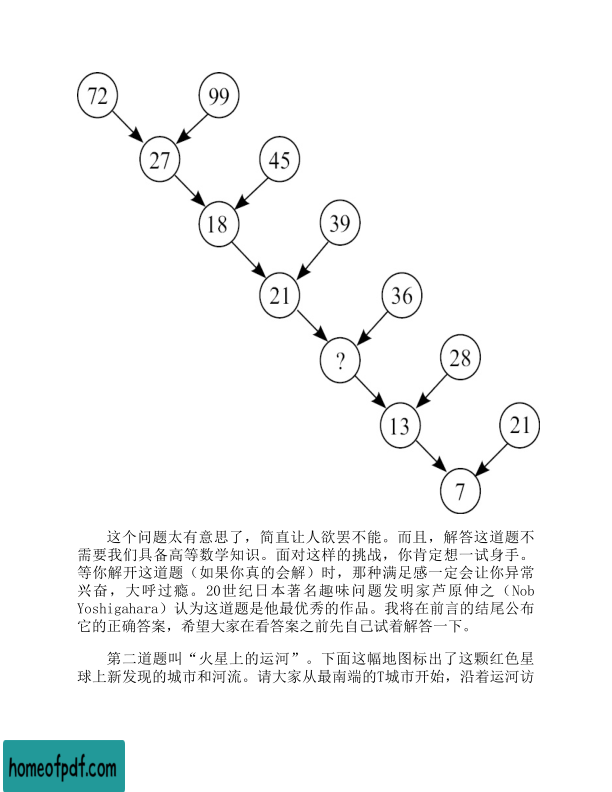 72 99
27 45
18 39
21 36
? 28
13 21
7
这个问题太有意思了，简直让人欲罢不能。而且，解答这道题不
需要我们具备高等数学知识。面对这样的挑战，你肯定想一试身手。
等你解开这道题（如果你真的会解）时，那种满足感一定会让你异常
兴奋，大呼过瘾。20世纪日本著名趣味问题发明家芦原伸之（Nob
Yoshigahara）认为这道题是他最优秀的作品。我将在前言的结尾公布
它的正确答案，希望大家在看答案之前先自己试着解答一下。
第二道题叫“火星上的运河”。下面这幅地图标出了这颗红色星
球上新发现的城市和河流。请大家从最南端的T城市开始，沿着运河访
homeofpdf.com